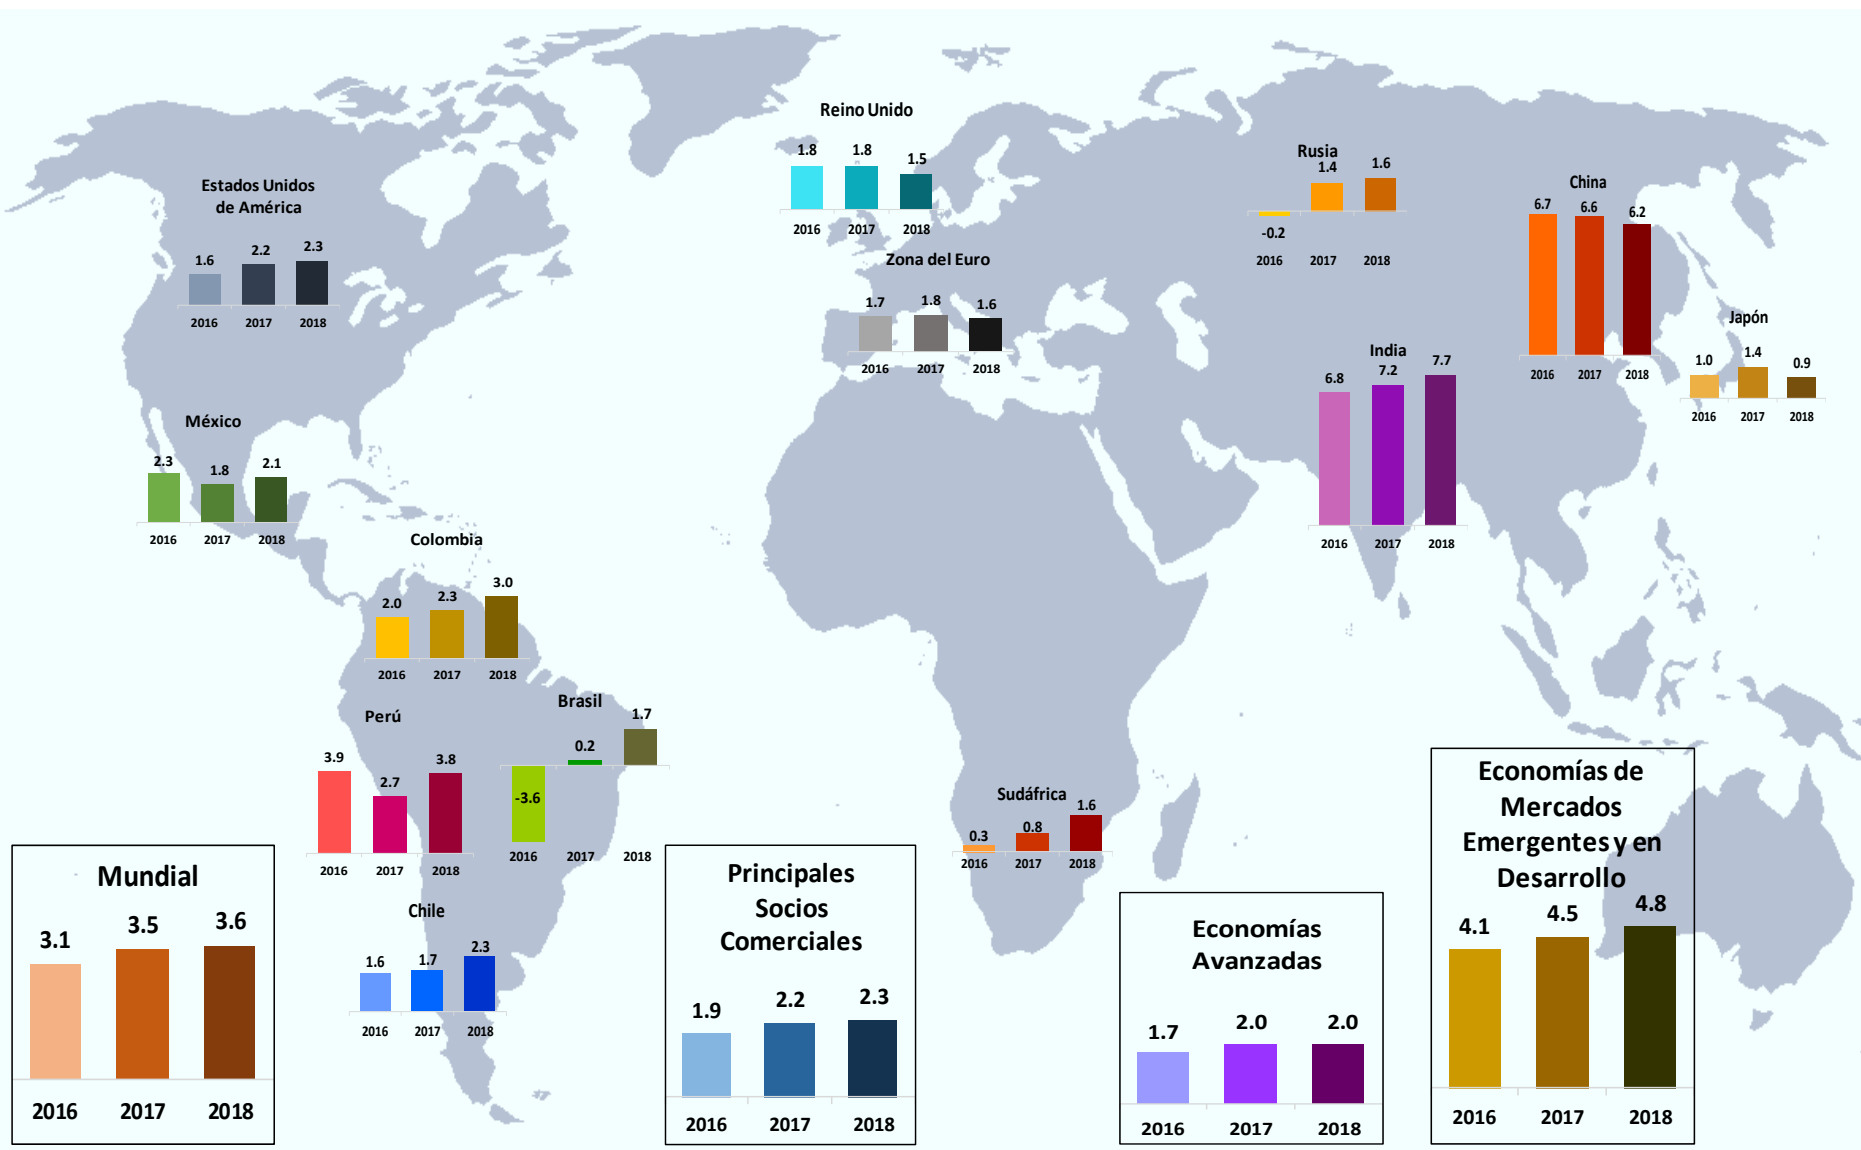 Reino Unido
1.8 1.8 1.5
2016 2017 2018
Rusia
-0.2 1.4 1.6
2016 2017 2018
China
6.7 6.6 6.2
2016 2017 2018
Estados Unidos
de América
1.6 2.2 2.3
2016 2017 2018
Zona del Euro
1.7 1.8 1.6
2016 2017 2018
Japón
1.0 1.4 0.9
2016 2017 2018
India
6.8 7.2 7.7
2016 2017 2018
México
2.3 1.8 2.1
2016 2017 2018
Colombia
2.0 2.3 3.0
2016 2017 2018
Brasil
-3.6 0.2 1.7
2016 2017 2018
Perú
3.9 2.7 3.8
2016 2017 2018
Sudáfrica
0.3 0.8 1.6
2016 2017 2018
Chile
1.6 1.7 2.3
2016 2017 2018
Mundial
3.1 3.5 3.6
2016 2017 2018
Principales
Socios
Comerciales
1.9 2.2 2.3
2016 2017 2018
Economías
Avanzadas
1.7 2.0 2.0
2016 2017 2018
Economías de
Mercados
Emergentes y en
Desarrollo
4.1 4.5 4.8
2016 2017 2018